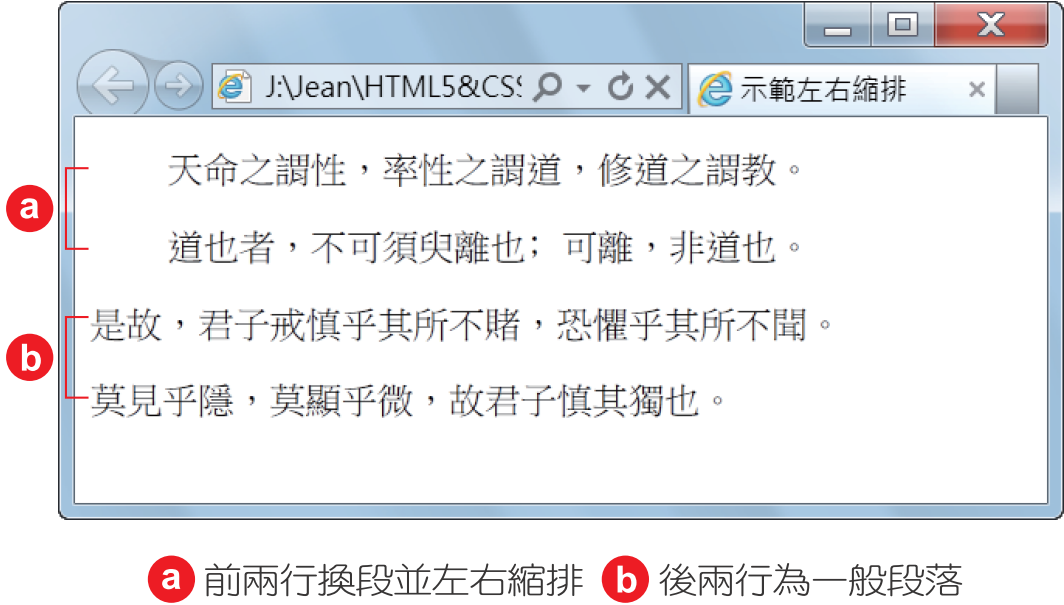 J:\Jean\HTML5&CSS
示範左右縮排
天命之謂性，率性之謂道，修道之謂教。
道也者，不可須臾離也；可離，非道也。
a
是故，君子戒慎乎其所不賭，恐懼乎其所不聞。
莫見乎隱，莫顯乎微，故君子慎其獨也。
b
a 前兩行換段並左右縮排 b 後兩行為一般段落